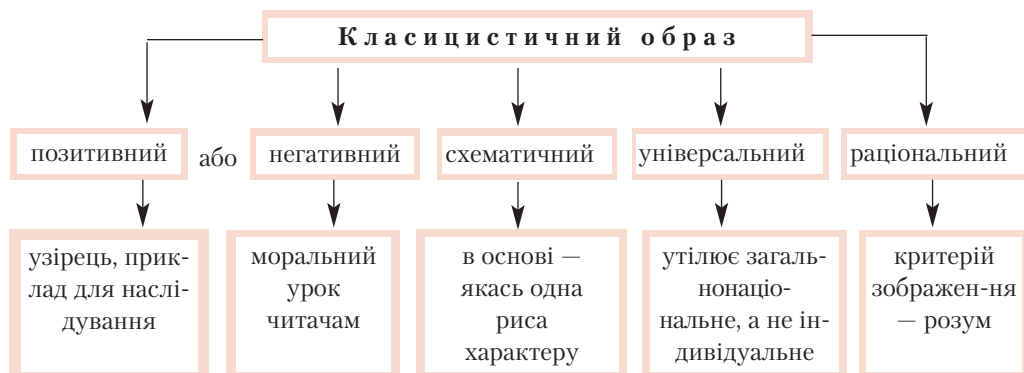 Класицистичний образ
позитивний
або
негативний
схематичний
універсальний
раціональний
узірець, прик-
лад для наслі-
дування
моральний
урок
читачам
в основі —
якась одна
риса
характеру
утілює загаль-
нонаціо-
нальне, а не ін-
дивідуальне
критерій
зображен-ня
— розум